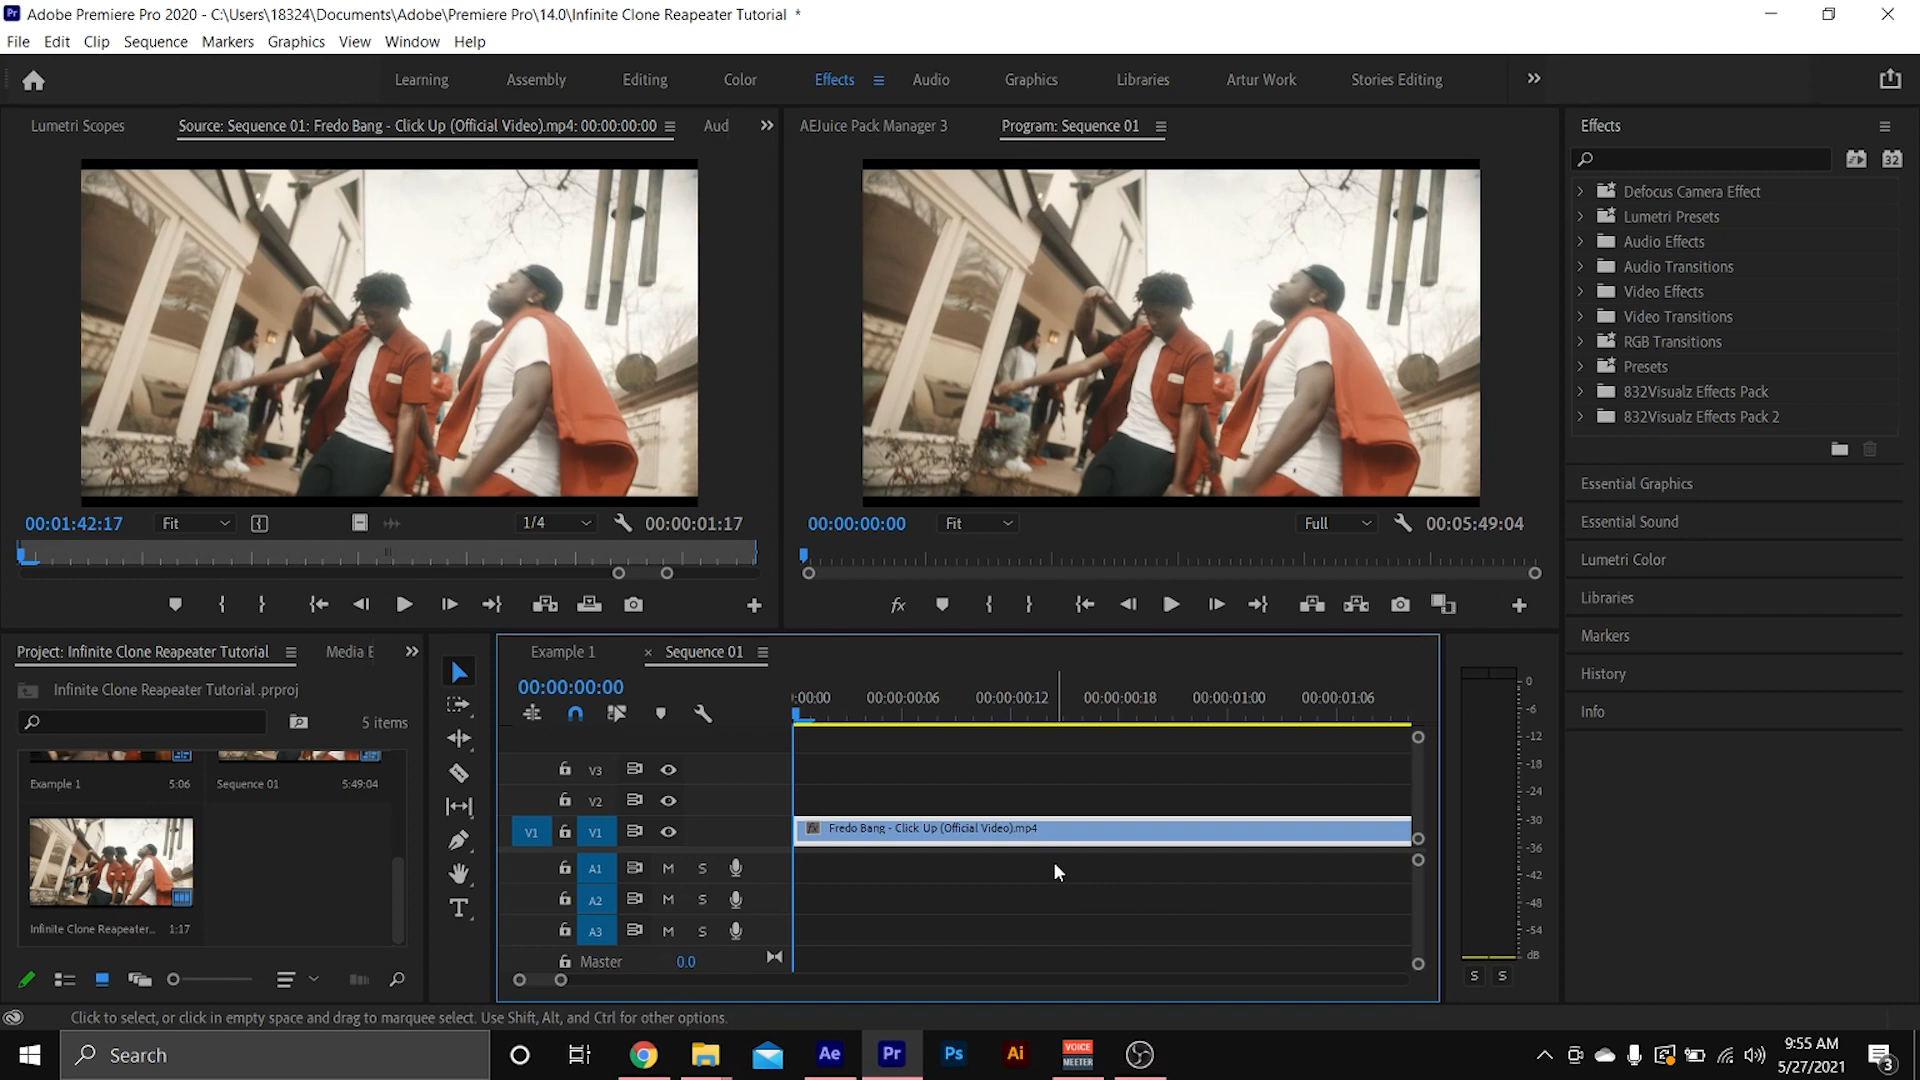 Adobe Premiere Pro 2020 - C:\Users\18324\Documents\Adobe\Premiere Pro\14.0\Infinite Clone Reapeater Tutorial *
File Edit Clip Sequence Markers Graphics View Window Help
Learning Assembly Editing Color Effects Audio Graphics Libraries Artur Work Stories Editing
Lumetri Scopes Source: Sequence 01: Fredo Bang - Click Up (Official Video).mp4: 00:00:00:00 Aud
AEJuice Pack Manager 3 Program: Sequence 01
Effects
32
Defocus Camera Effect
Lumetri Presets
Audio Effects
Audio Transitions
Video Effects
Video Transitions
RGB Transitions
Presets
832Visualz Effects Pack
832Visualz Effects Pack 2
Essential Graphics
Essential Sound
Lumetri Color
Libraries
Markers
History
Info
00:01:42:17 Fit 1/4 00:00:01:17
00:00:00:00 Fit Full 00:05:49:04
fx
Project: Infinite Clone Reapeater Tutorial Media E
Infinite Clone Reapeater Tutorial .prproj
5 items
Example 1 5:06
Sequence 01 5:49:04
Infinite Clone Reapeater... 1:17
T
Example 1 × Sequence 01
00:00:00:00
:00:00 00:00:00:06 00:00:00:12 00:00:00:18 00:00:01:00 00:00:01:06
V3
V2
V1 V1
fx Fredo Bang - Click Up (Official Video).mp4
A1 M S
A2 M S
A3 M S
Master 0.0
0
-6
-12
-18
-24
-30
-36
-42
-48
-54
dB
S S
Click to select, or click in empty space and drag to marquee select. Use Shift, Alt, and Ctrl for other options.
Search
Ae Pr Ps Ai
VOICE
MEETER
9:55 AM
5/27/2021
3